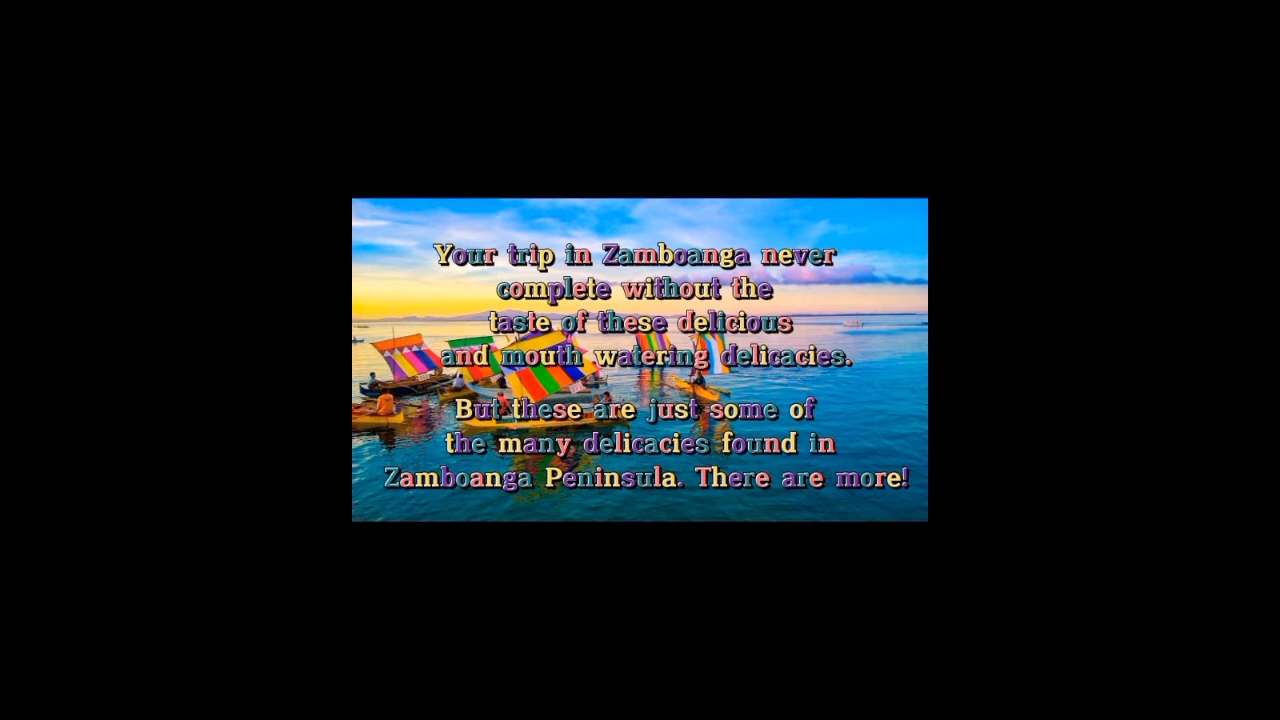 Your trip in Zamboanga never
complete without the
taste of these delicious
and mouth watering delicacies.
But these are just some of
the many delicacies found in
Zamboanga Peninsula. There are more!